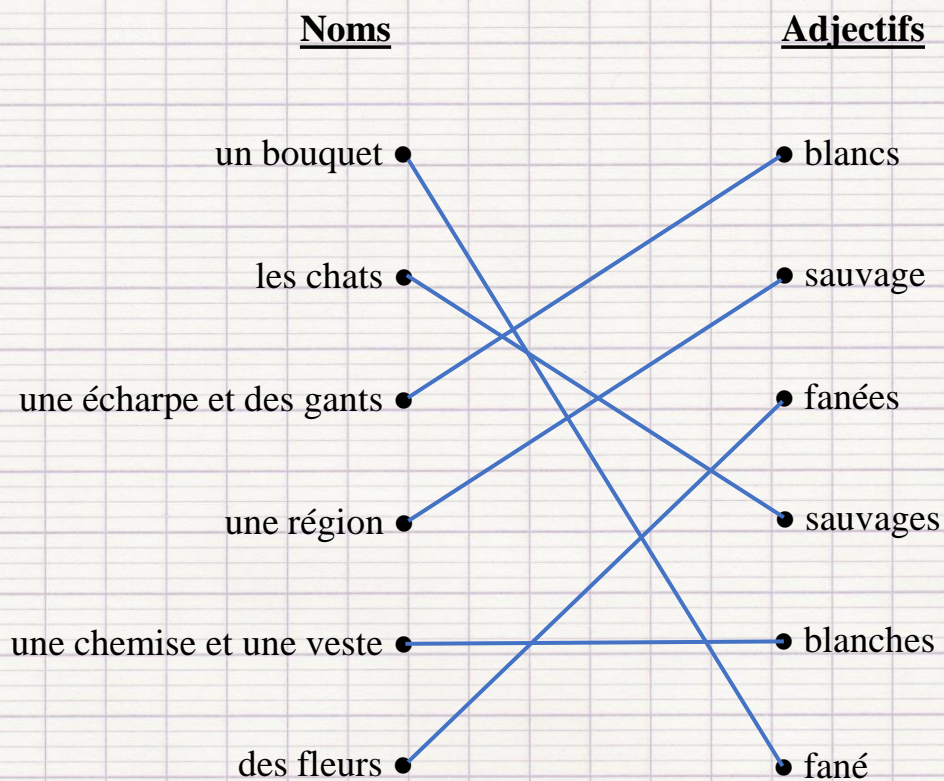 Noms Adjectifs
un bouquet blancs
les chats sauvage
une écharpe et des gants fanées
une région sauvages
une chemise et une veste blanches
des fleurs fané